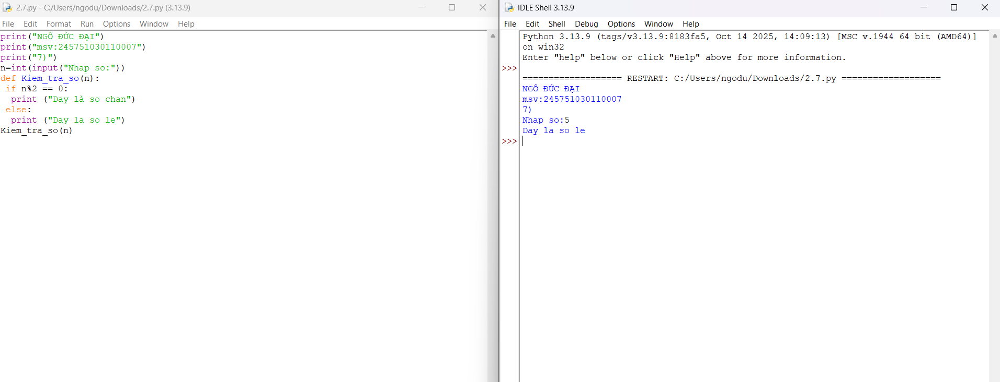 2.7.py - C:/Users/ngodu/Downloads/2.7.py (3.13.9)
File Edit Format Run Options Window Help
print("NGÔ ĐỨC ĐẠI")
print("msv:245751030110007")
print("7)")
n=int(input("Nhap so:"))
def Kiem_tra_so(n):
 if n%2 == 0:
  print ("Day là so chan")
 else:
  print ("Day la so le")
Kiem_tra_so(n)
IDLE Shell 3.13.9
File Edit Shell Debug Options Window Help
Python 3.13.9 (tags/v3.13.9:8183fa5, Oct 14 2025, 14:09:13) [MSC v.1944 64 bit (AMD64)]
on win32
Enter "help" below or click "Help" above for more information.
>>>
=================== RESTART: C:/Users/ngodu/Downloads/2.7.py ===================
NGÔ ĐỨC ĐẠI
msv:245751030110007
7)
Nhap so:5
Day la so le
>>>